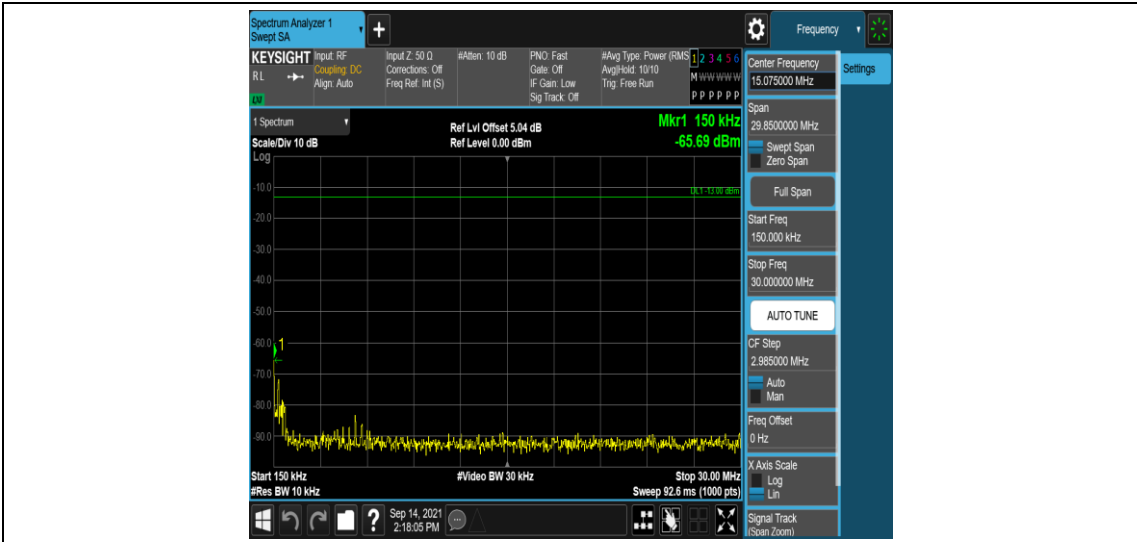 Spectrum Analyzer 1
Swept SA
+
Frequency
KEYSIGHT
RL
LXI
Input: RF
Coupling: DC
Align: Auto
Input Z: 50 Ω
Corrections: Off
Freq Ref: Int (S)
#Atten: 10 dB
PNO: Fast
Gate: Off
IF Gain: Low
Sig Track: Off
#Avg Type: Power (RMS
Avg|Hold: 10/10
Trig: Free Run
1 2 3 4 5 6
M W W W W W
P P P P P P
1 Spectrum
Scale/Div 10 dB
Log
Ref Lvl Offset 5.04 dB
Ref Level 0.00 dBm
Mkr1 150 kHz
-65.69 dBm
DL1 -13.00 dBm
-10.0
-20.0
-30.0
-40.0
-50.0
-60.0
1
-70.0
-80.0
-90.0
Start 150 kHz
#Res BW 10 kHz
#Video BW 30 kHz
Stop 30.00 MHz
Sweep 92.6 ms (1000 pts)
?
Sep 14, 2021
2:18:05 PM
Center Frequency
15.075000 MHz
Settings
Span
29.8500000 MHz
Swept Span
Zero Span
Full Span
Start Freq
150.000 kHz
Stop Freq
30.000000 MHz
AUTO TUNE
CF Step
2.985000 MHz
Auto
Man
Freq Offset
0 Hz
X Axis Scale
Log
Lin
Signal Track
(Span Zoom)